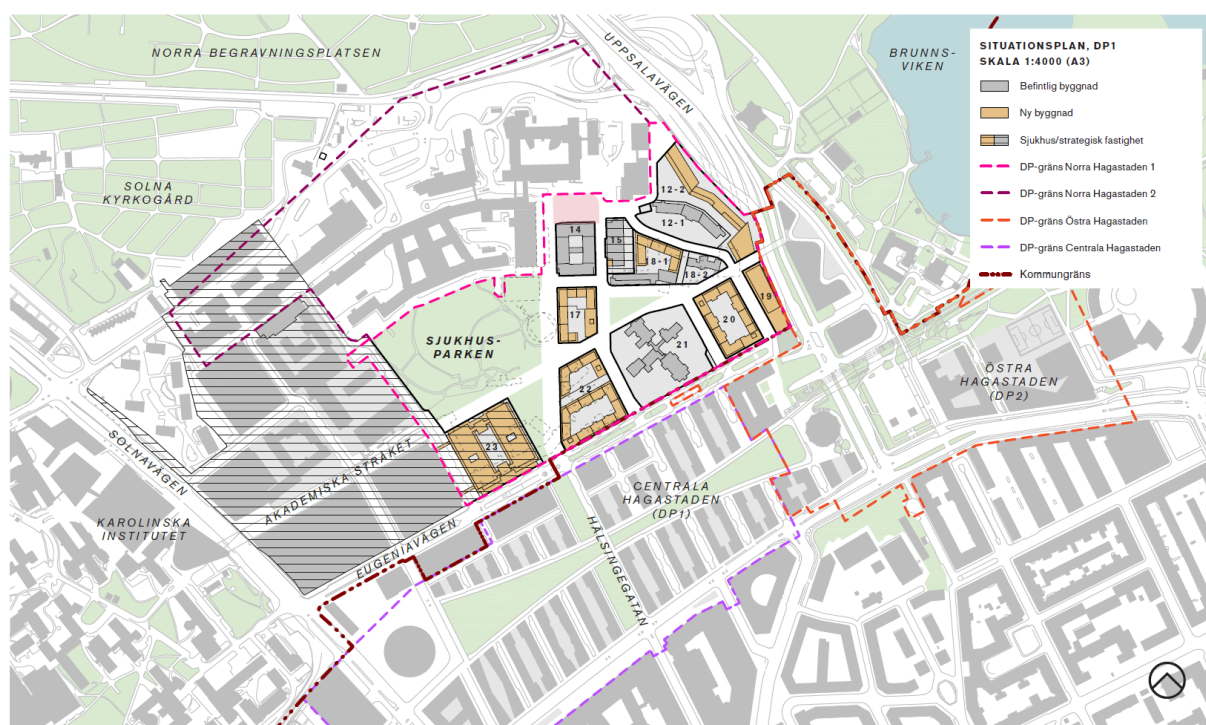 NORRA BEGRAVNINGSPLATSEN
UPPSALAVÄGEN
BRUNNS-
VIKEN
SITUATIONSPLAN, DP1
SKALA 1:4000 (A3)
Befintlig byggnad
Ny byggnad
Sjukhus/strategisk fastighet
DP-gräns Norra Hagastaden 1
DP-gräns Norra Hagastaden 2
DP-gräns Östra Hagastaden
DP-gräns Centrala Hagastaden
Kommungräns
SOLNA
KYRKOGÅRD
12-2
12-1
14
15
18-1
18-2
19
17
20
21
SJUKHUS-
PARKEN
22
23
ÖSTRA
HAGASTADEN
(DP2)
SOLNAVÄGEN
AKADEMISKA STRÅKET
CENTRALA
HAGASTADEN
(DP1)
KAROLINSKA
INSTITUTET
EUGENIAVÄGEN
HÄLSINGEGATAN